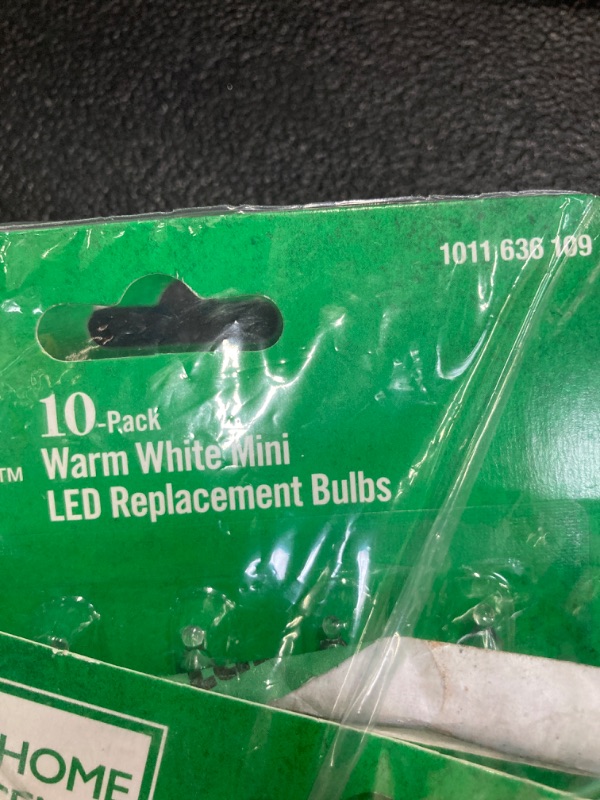 1011 636 109
10-Pack
™ Warm White Mini
LED Replacement Bulbs
HOME